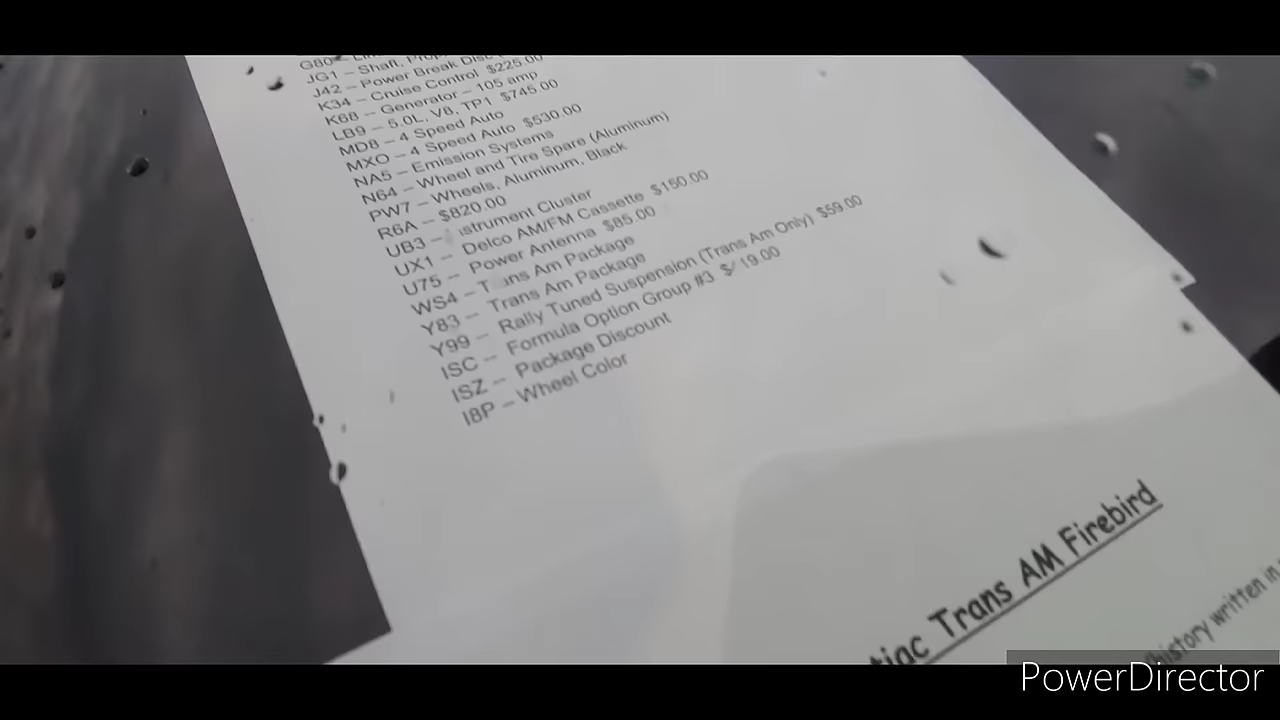 G80
JG1 – Shaft,
J42 – Power Break Disc
K34 – Cruise Control $225.00
K68 – Generator – 105 amp
LB9 – 5.0L, V8, TP1 $745.00
MD8 – 4 Speed Auto
MXO – 4 Speed Auto $530.00
NA5 – Emission Systems
N64 – Wheel and Tire Spare (Aluminum)
PW7 – Wheels, Aluminum, Black
R6A – $820.00
UB3 – strument Cluster
UX1 – Delco AM/FM Cassette $150.00
U75 – Power Antenna $85.00
WS4 – T ans Am Package
Y83 – Trans Am Package
Y99 – Rally Tuned Suspension (Trans Am Only) $59.00
ISC – Formula Option Group #3 $ 19.00
ISZ – Package Discount
I8P – Wheel Color
tiac Trans AM Firebird
history written in
PowerDirector